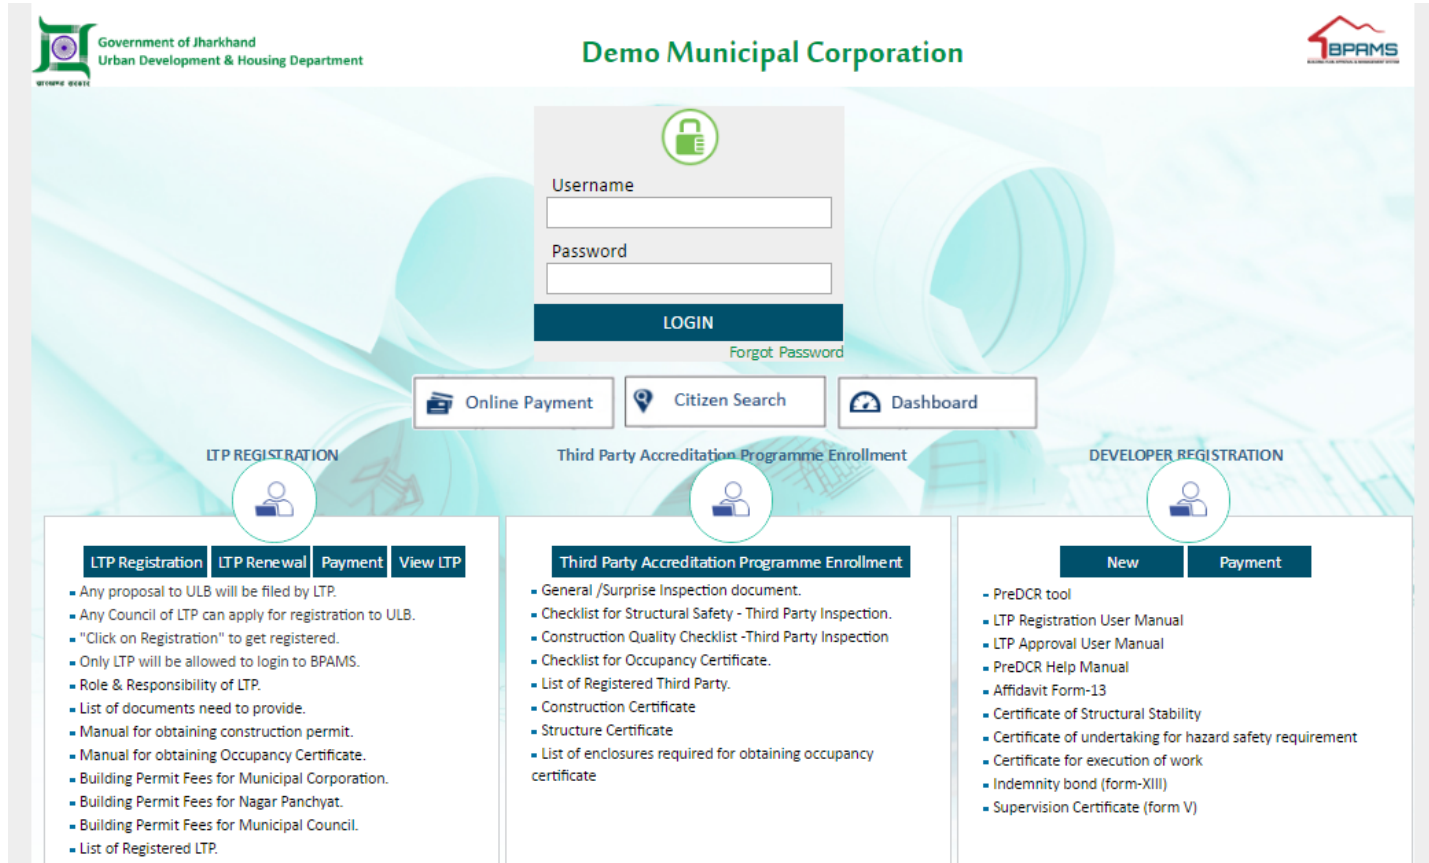 Government of Jharkhand
Urban Development & Housing Department
झारखण्ड सरकार
Demo Municipal Corporation
BPAMS
BUILDING PLAN APPROVAL & MANAGEMENT SYSTEM
Username
Password
LOGIN
Forgot Password
Online Payment
Citizen Search
Dashboard
LTP REGISTRATION
LTP Registration
LTP Renewal
Payment
View LTP
Any proposal to ULB will be filed by LTP.
Any Council of LTP can apply for registration to ULB.
"Click on Registration" to get registered.
Only LTP will be allowed to login to BPAMS.
Role & Responsibility of LTP.
List of documents need to provide.
Manual for obtaining construction permit.
Manual for obtaining Occupancy Certificate.
Building Permit Fees for Municipal Corporation.
Building Permit Fees for Nagar Panchyat.
Building Permit Fees for Municipal Council.
List of Registered LTP.
Third Party Accreditation Programme Enrollment
Third Party Accreditation Programme Enrollment
General /Surprise Inspection document.
Checklist for Structural Safety - Third Party Inspection.
Construction Quality Checklist -Third Party Inspection
Checklist for Occupancy Certificate.
List of Registered Third Party.
Construction Certificate
Structure Certificate
List of enclosures required for obtaining occupancy
certificate
DEVELOPER REGISTRATION
New
Payment
PreDCR tool
LTP Registration User Manual
LTP Approval User Manual
PreDCR Help Manual
Affidavit Form-13
Certificate of Structural Stability
Certificate of undertaking for hazard safety requirement
Certificate for execution of work
Indemnity bond (form-XIII)
Supervision Certificate (form V)